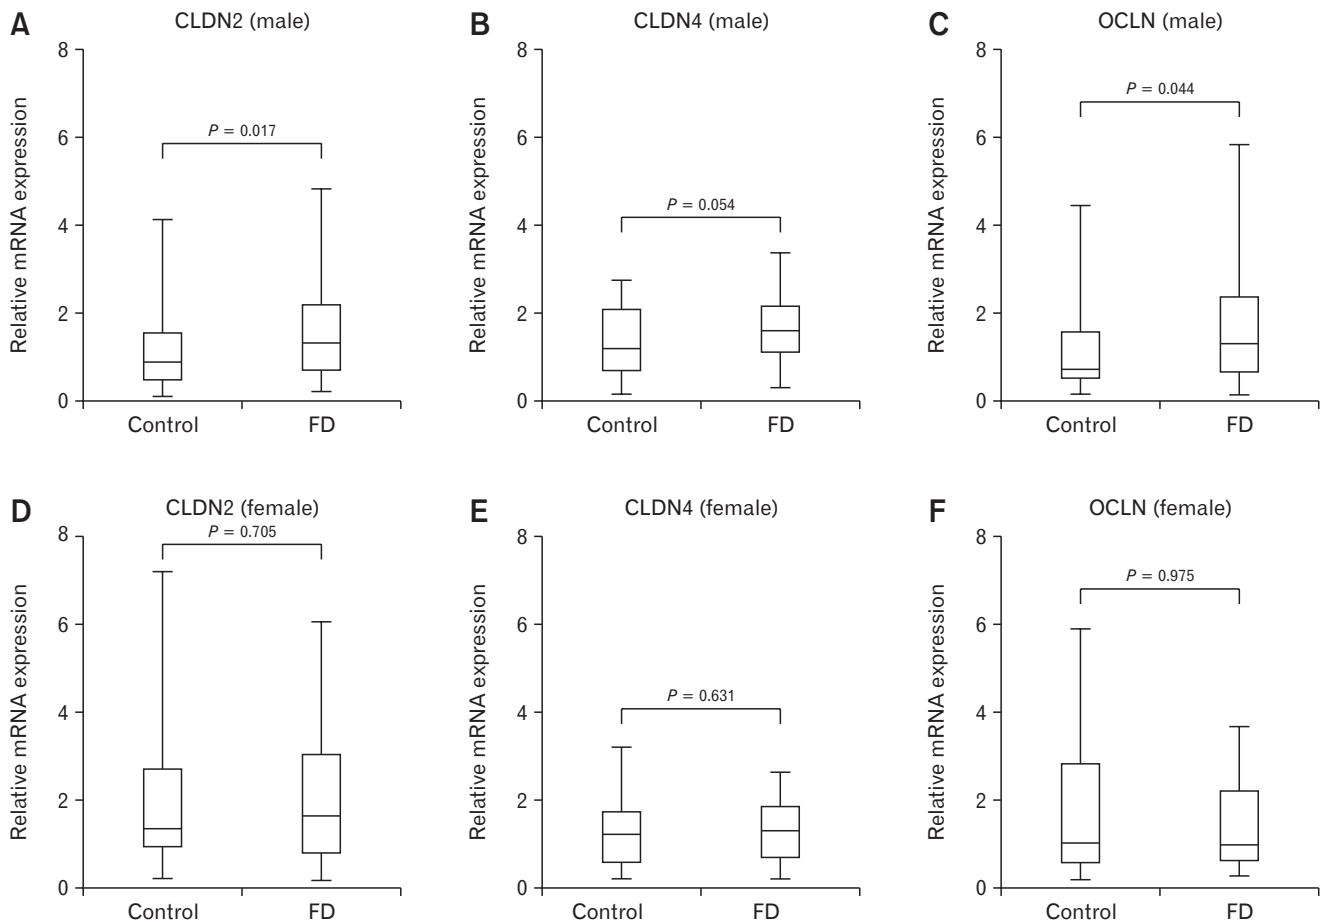 A
CLDN2 (male)
8
6
4
2
0
Relative mRNA expression
P = 0.017
Control
FD
B
CLDN4 (male)
8
6
4
2
0
Relative mRNA expression
P = 0.054
Control
FD
C
OCLN (male)
8
6
4
2
0
Relative mRNA expression
P = 0.044
Control
FD
D
CLDN2 (female)
8
6
4
2
0
Relative mRNA expression
P = 0.705
Control
FD
E
CLDN4 (female)
8
6
4
2
0
Relative mRNA expression
P = 0.631
Control
FD
F
OCLN (female)
8
6
4
2
0
Relative mRNA expression
P = 0.975
Control
FD